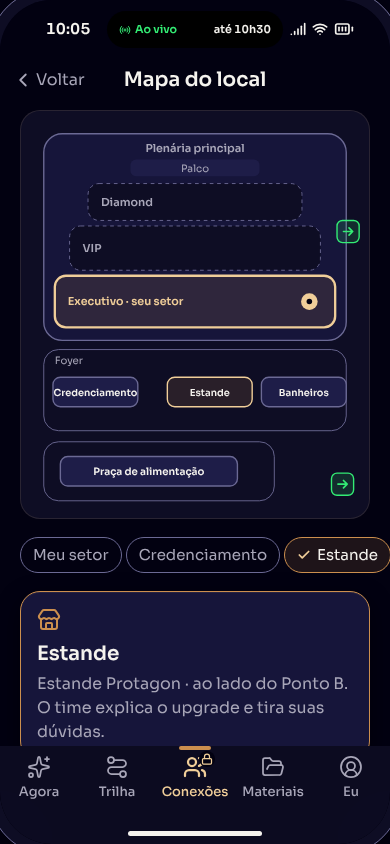 10:05
Ao vivo
até 10h30
Voltar
Mapa do local
Plenária principal
Palco
Diamond
VIP
Executivo · seu setor
Foyer
Credenciamento
Estande
Banheiros
Praça de alimentação
Meu setor
Credenciamento
Estande
Estande
Estande Protagon · ao lado do Ponto B.
O time explica o upgrade e tira suas
dúvidas.
Agora
Trilha
Conexões
Materiais
Eu